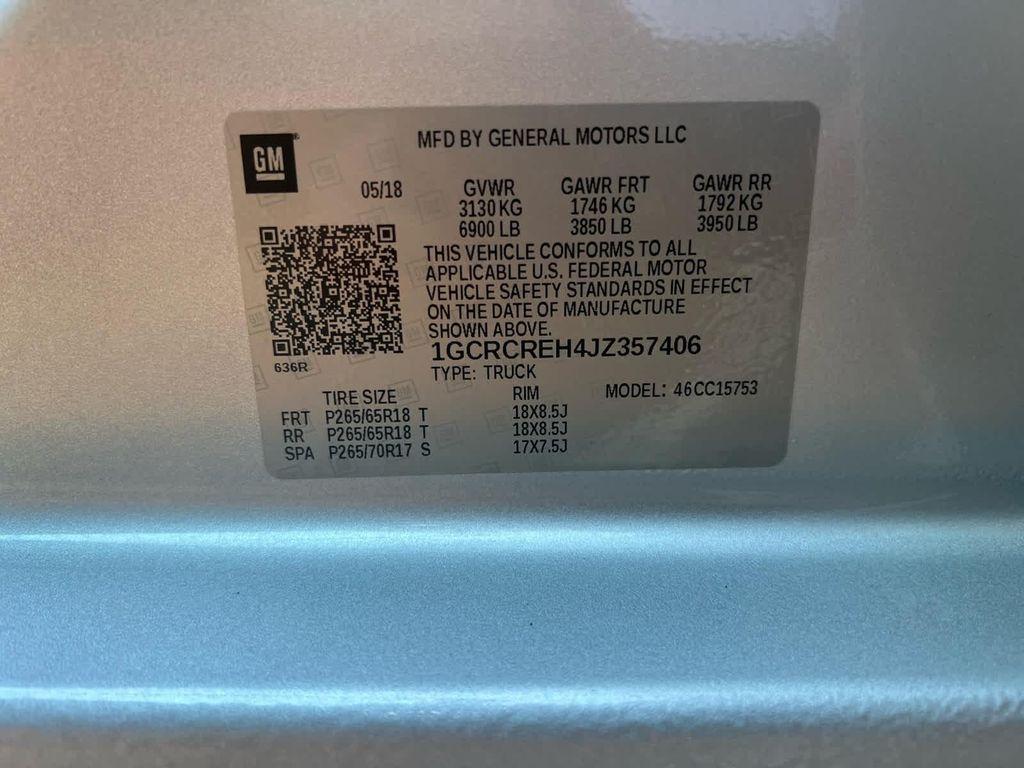 GM
MFD BY GENERAL MOTORS LLC
05/18
GVWR GAWR FRT GAWR RR
3130 KG 1746 KG 1792 KG
6900 LB 3850 LB 3950 LB
THIS VEHICLE CONFORMS TO ALL
APPLICABLE U.S. FEDERAL MOTOR
VEHICLE SAFETY STANDARDS IN EFFECT
ON THE DATE OF MANUFACTURE
SHOWN ABOVE.
1GCRCREH4JZ357406
636R
TYPE: TRUCK
TIRE SIZE RIM MODEL: 46CC15753
FRT P265/65R18 T 18X8.5J
RR P265/65R18 T 18X8.5J
SPA P265/70R17 S 17X7.5J